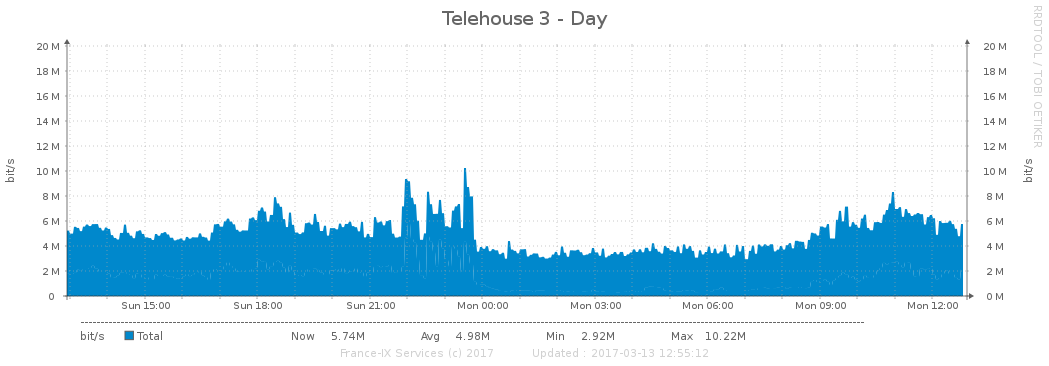 Telehouse 3 - Day
RRDTOOL / TOBI OETIKER
bit/s
20 M 20 M
18 M 18 M
16 M 16 M
14 M 14 M
12 M 12 M
10 M 10 M
8 M 8 M
6 M 6 M
4 M 4 M
2 M 2 M
0 0 M
bit/s
Sun 15:00 Sun 18:00 Sun 21:00 Mon 00:00 Mon 03:00 Mon 06:00 Mon 09:00 Mon 12:00
bit/s Total Now 5.74M Avg 4.98M Min 2.92M Max 10.22M
France-IX Services (c) 2017 Updated : 2017-03-13 12:55:12